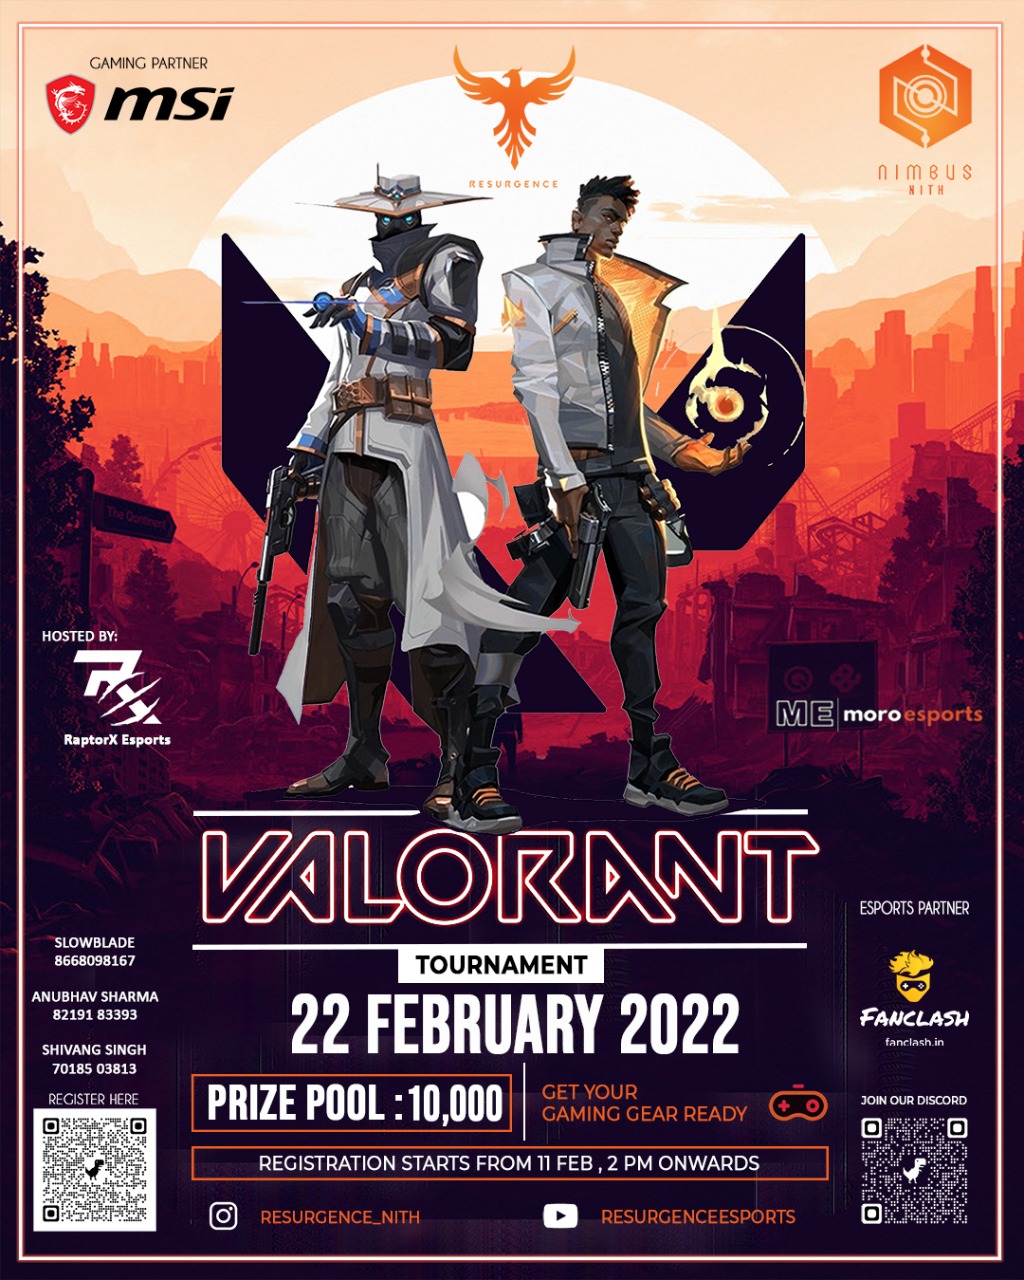 GAMING PARTNER
msi
RESURGENCE
NIMBUS
NITH
HOSTED BY:
RX
RaptorX Esports
ME moroesports
VALORANT
TOURNAMENT
22 FEBRUARY 2022
PRIZE POOL : 10,000
GET YOUR
GAMING GEAR READY
REGISTRATION STARTS FROM 11 FEB , 2 PM ONWARDS
RESURGENCE_NITH
RESURGENCEESPORTS
SLOWBLADE
8668098167
ANUBHAV SHARMA
82191 83393
SHIVANG SINGH
70185 03813
REGISTER HERE
ESPORTS PARTNER
FANCLASH
fanclash.in
JOIN OUR DISCORD